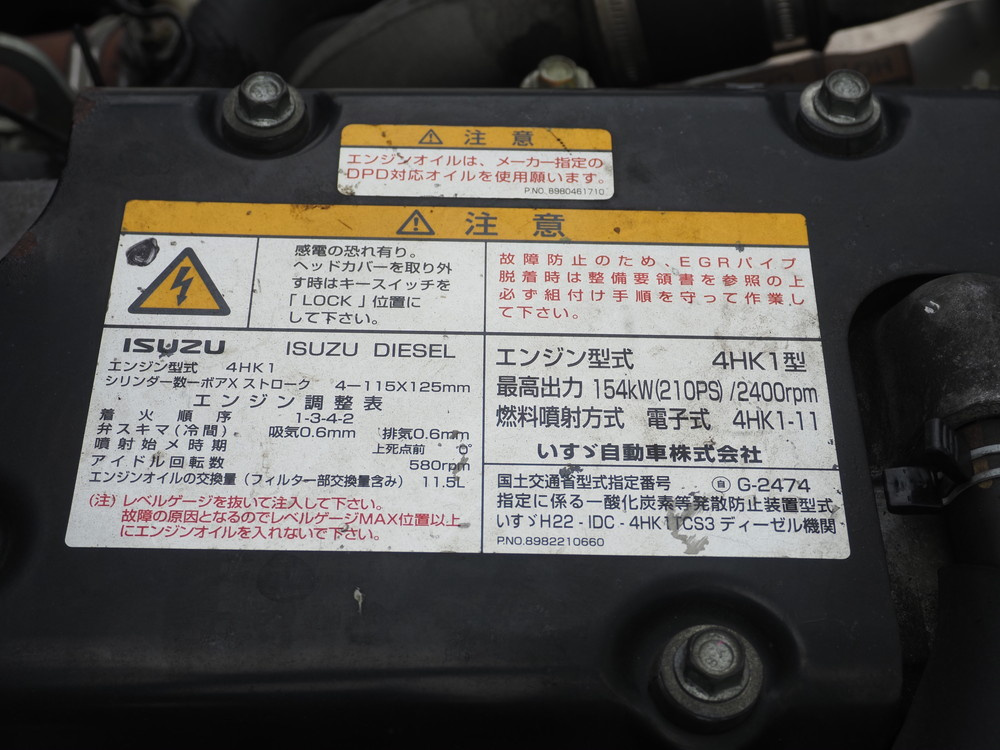 ⚠ 注 意
エンジンオイルは、メーカー指定の
DPD対応オイルを使用願います。
P.NO. 8980461710
⚠ 注 意
感電の恐れ有り。
ヘッドカバーを取り外
す時はキースイッチを
「LOCK」位置に
して下さい。
故障防止のため、EGRパイプ
脱着時は整備要領書を参照の上
必ず組付け手順を守って作業し
て下さい。
ISUZU ISUZU DIESEL
エンジン型式 4HK1
シリンダー数ーボアX ストローク 4－115X125mm
エンジン調整表
着火順序 1-3-4-2
弁スキマ(冷間) 吸気0.6mm 排気0.6mm
噴射始メ時期 上死点前 0°
アイドル回転数 580rpm
エンジンオイルの交換量(フィルター部交換量含み) 11.5L
(注) レベルゲージを抜いて注入して下さい。
故障の原因となるのでレベルゲージMAX位置以上
にエンジンオイルを入れないで下さい。
エンジン型式 4HK1型
最高出力 154kW(210PS)/2400rpm
燃料噴射方式 電子式 4HK1-11
いすゞ自動車株式会社
国土交通省型式指定番号 ㊀自 G-2474
指定に係る一酸化炭素等発散防止装置型式
いすゞH22-IDC-4HK1TCS3 ディーゼル機関
P.NO.8982210660